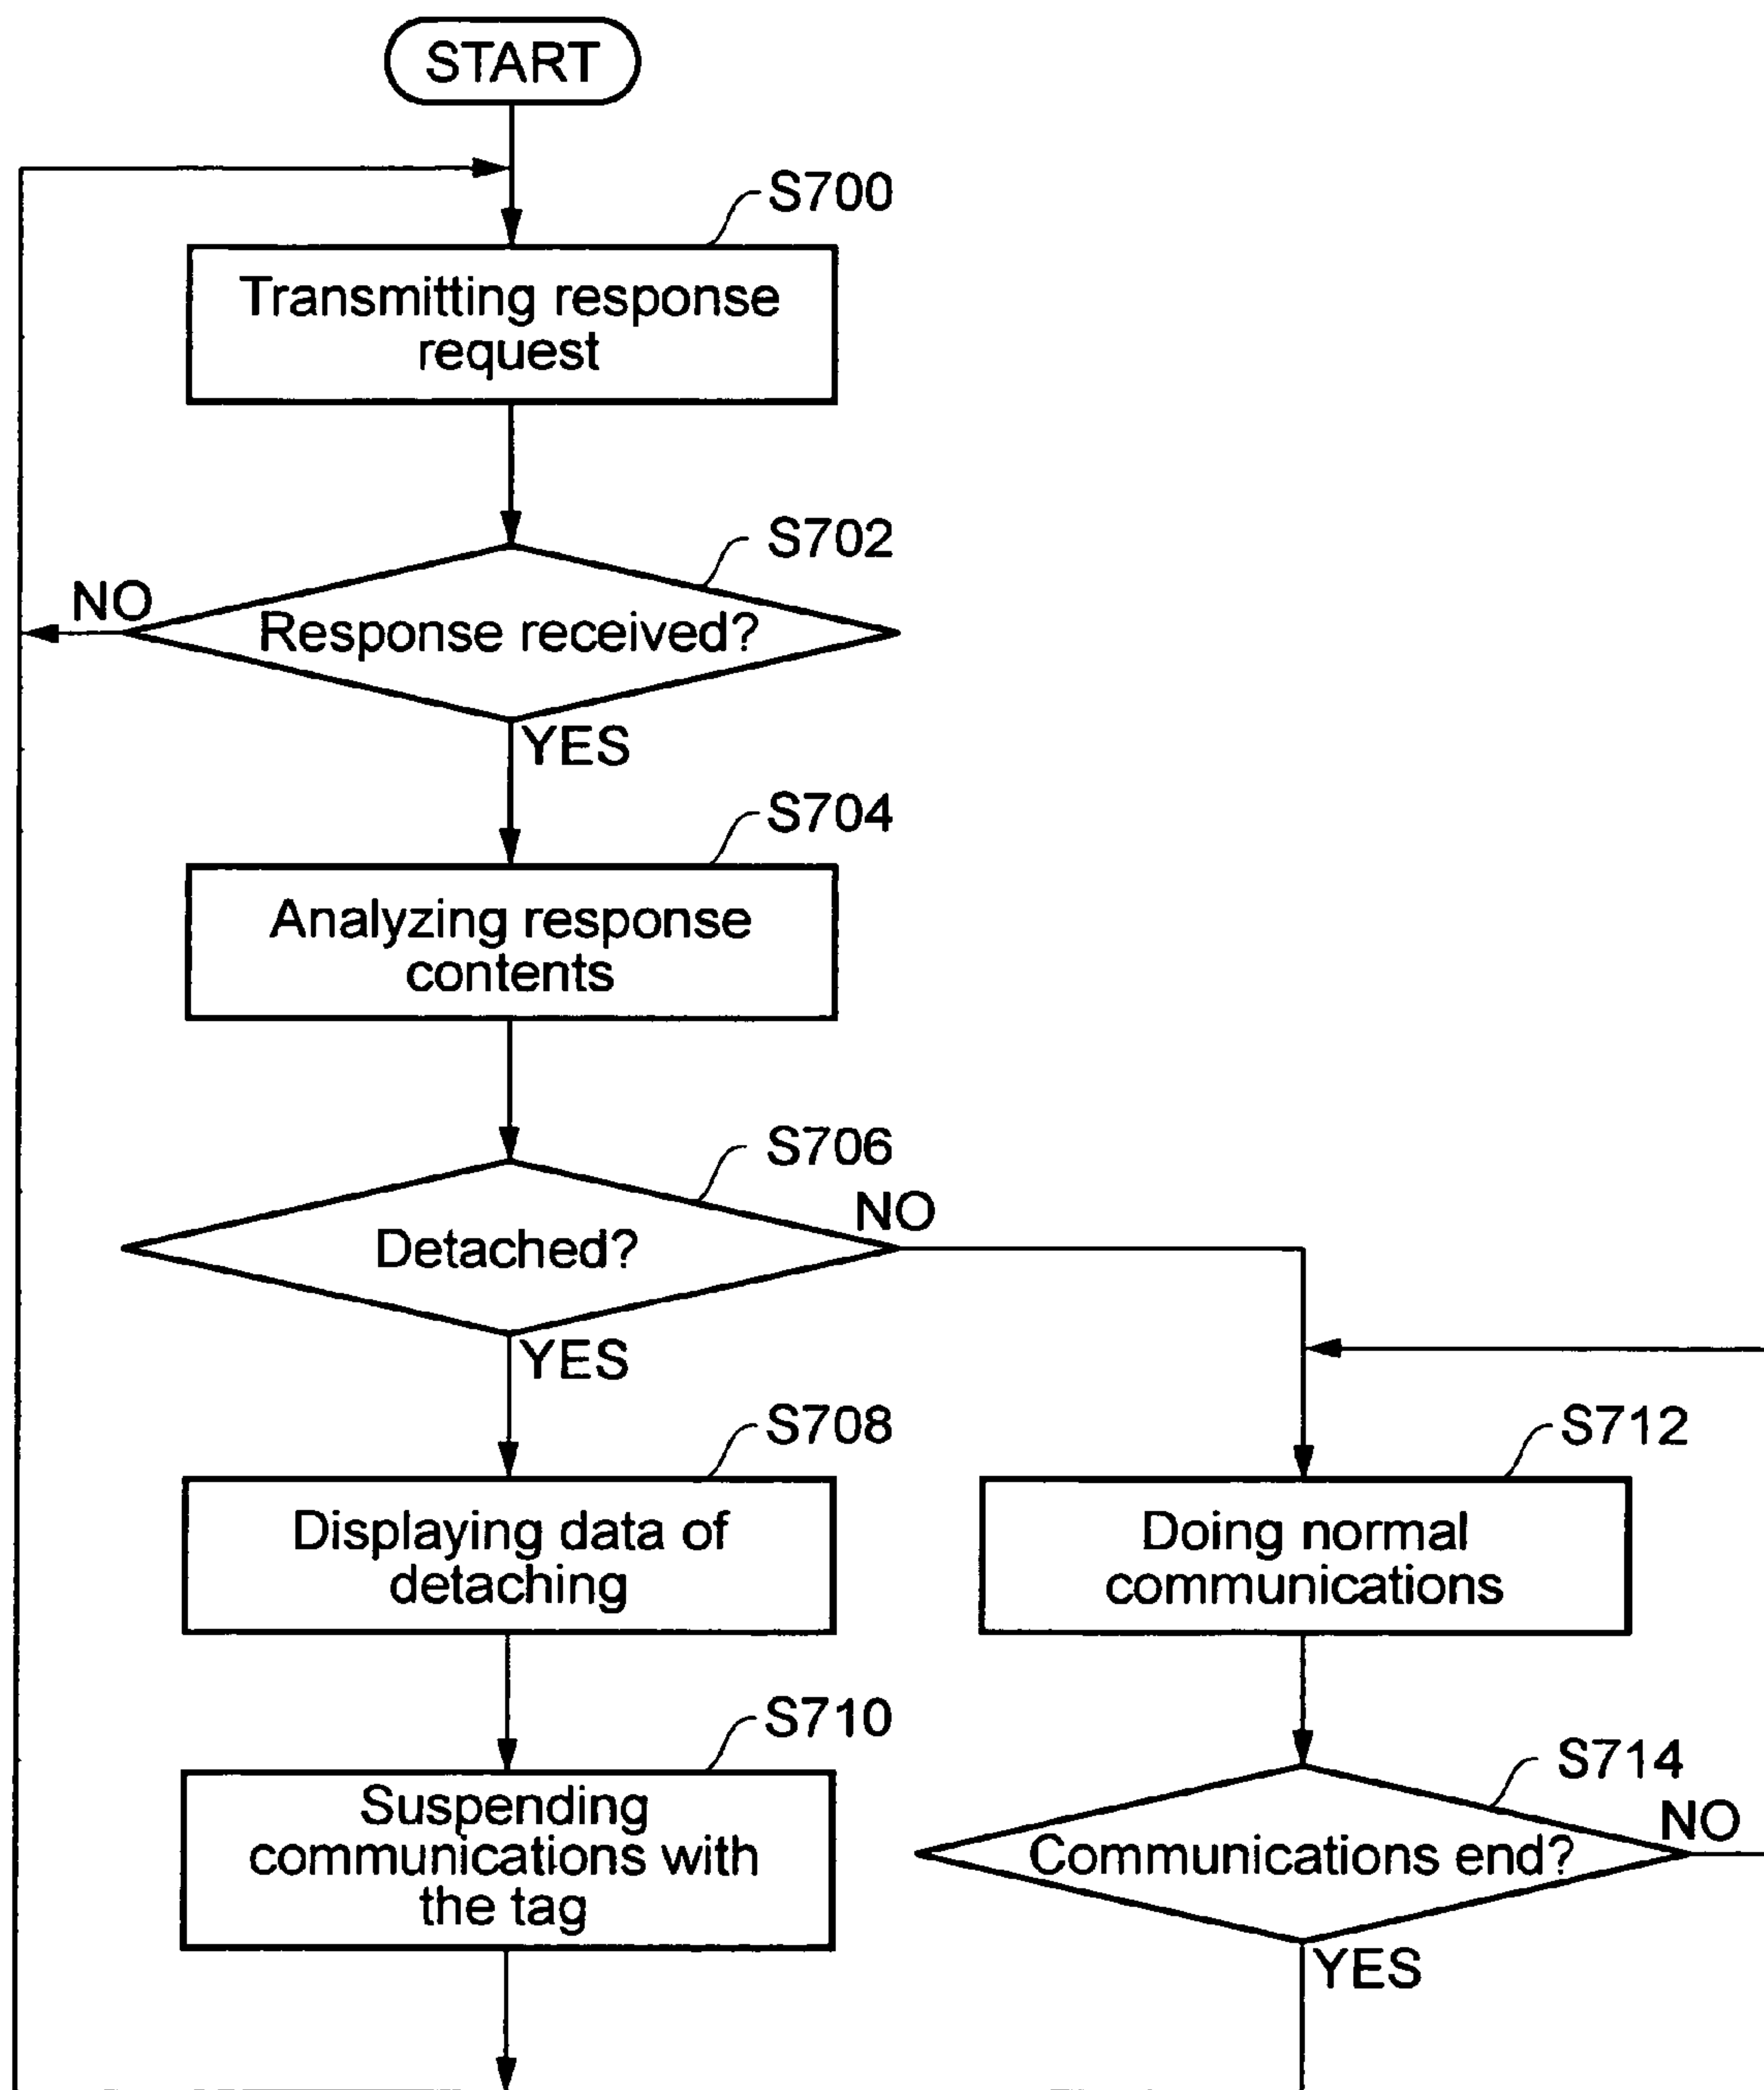 START
S700
Transmitting response
request
S702
NO
Response received?
YES
S704
Analyzing response
contents
S706
NO
Detached?
YES
S708
S712
Displaying data of
detaching
Doing normal
communications
S710
S714
Suspending
communications with
the tag
NO
Communications end?
YES